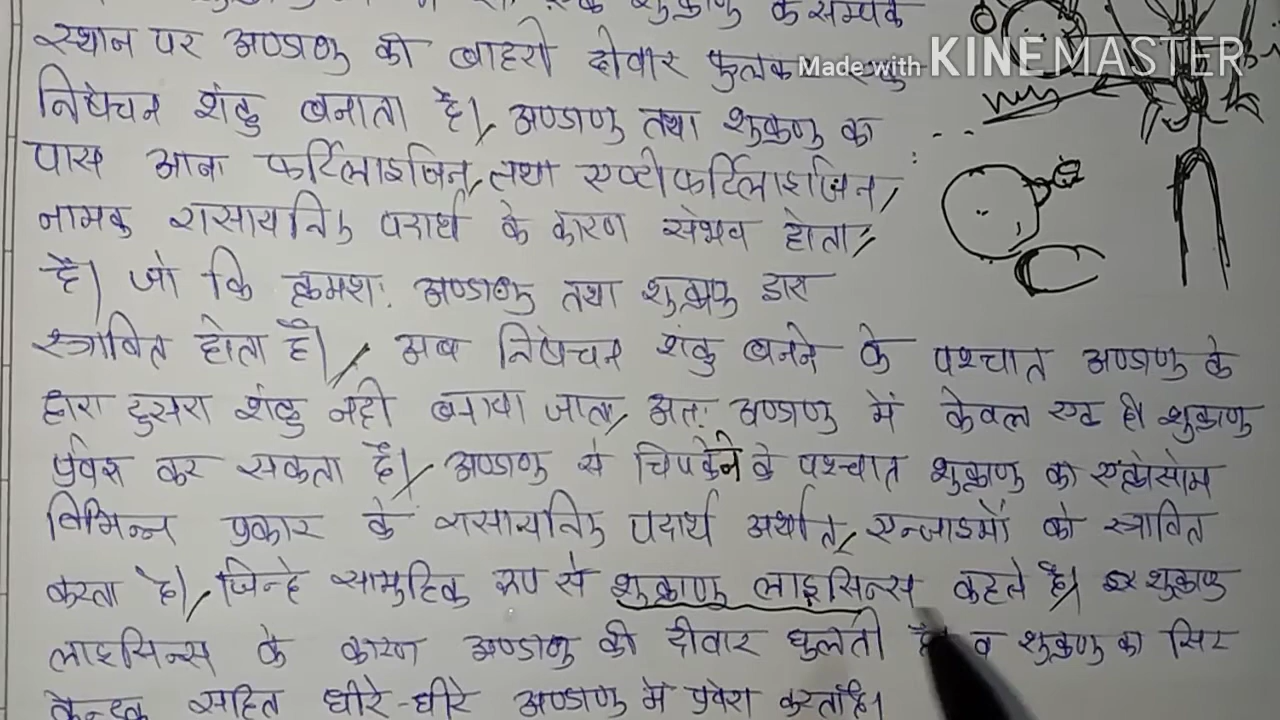 के सम्पर्क
स्थान पर अण्डाणु की बाहरी दीवार
Made with KINEMASTER
निषेचन शंकु बनाता है। अण्डाणु तथा शुक्राणु का
पास आना फर्टिलाइजिन, तथा एण्टीफर्टिलाइजिन,
नामक रासायनिक पदार्थ के कारण संभव होता,
है। जो कि क्रमशः अण्डाणु तथा शुक्राणु द्वारा
स्त्रावित होता है। अब निषेचन शंकु बनने के पश्चात अण्डाणु के
द्वारा दुसरा शंकु नही बनाया जाता, अतः अण्डाणु में केवल एक ही शुक्राणु
प्रवेश कर सकता है। अण्डाणु से चिपकने के पश्चात शुक्राणु का एक्रोसोम
विभिन्न प्रकार के रासायनिक पदार्थ अर्थात, एन्जाइमों को स्त्रावित
करता है। जिन्हे सामुहिक रूप से शुक्राणु लाइसिन्स कहते है। इस शुक्राणु
लाइसिन्स के कारण अण्डाणु की दीवार घुलती है व शुक्राणु का सिर
केन्द्रक सहित धीरे-धीरे अण्डाणु में प्रवेश करता है।